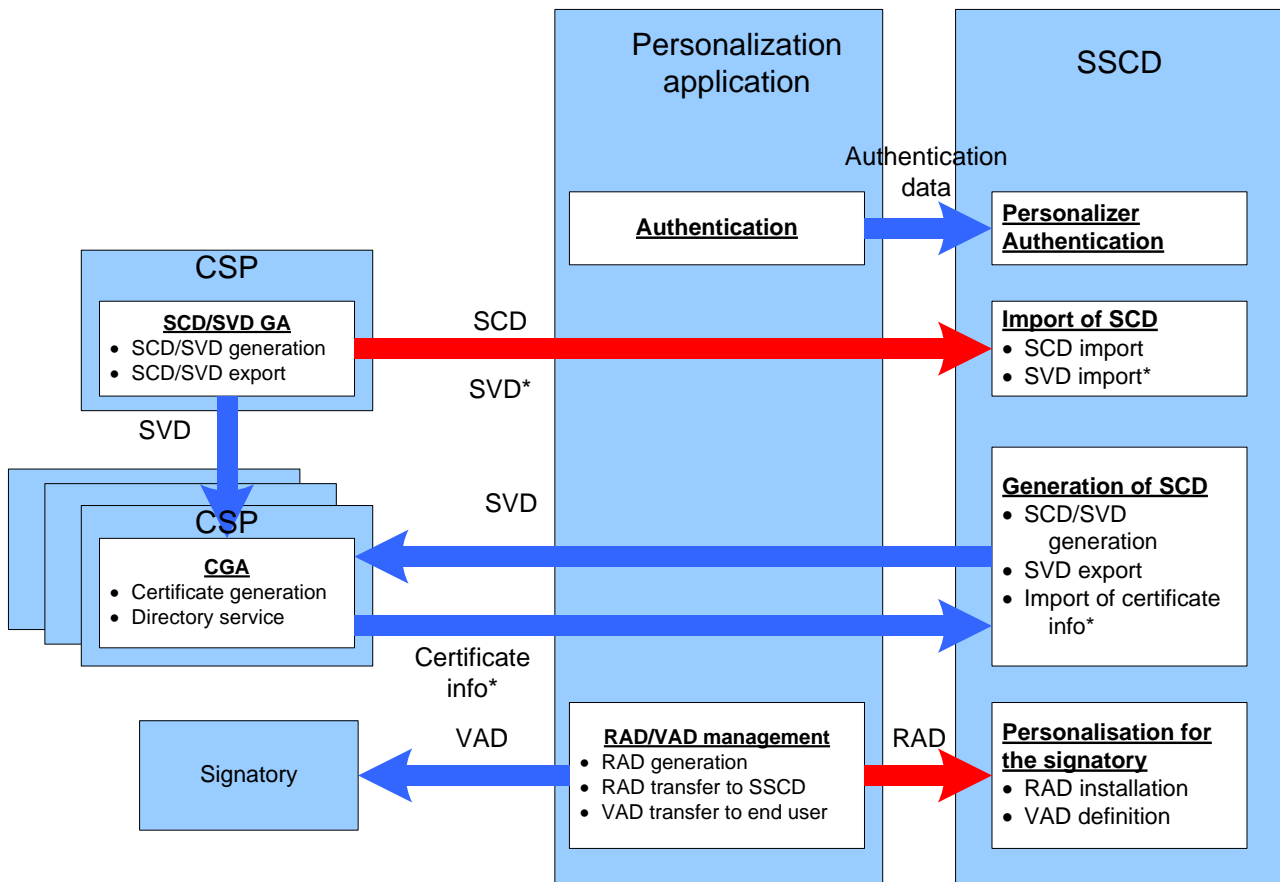 Personalization
application
SSCD
Authentication
data
Authentication
Personalizer
Authentication
CSP
SCD/SVD GA
• SCD/SVD generation
• SCD/SVD export
SCD
SVD*
Import of SCD
• SCD import
• SVD import*
SVD
CSP
CGA
• Certificate generation
• Directory service
SVD
Generation of SCD
• SCD/SVD
generation
• SVD export
• Import of certificate
info*
Certificate
info*
Signatory
VAD
RAD/VAD management
• RAD generation
• RAD transfer to SSCD
• VAD transfer to end user
RAD
Personalisation for
the signatory
• RAD installation
• VAD definition